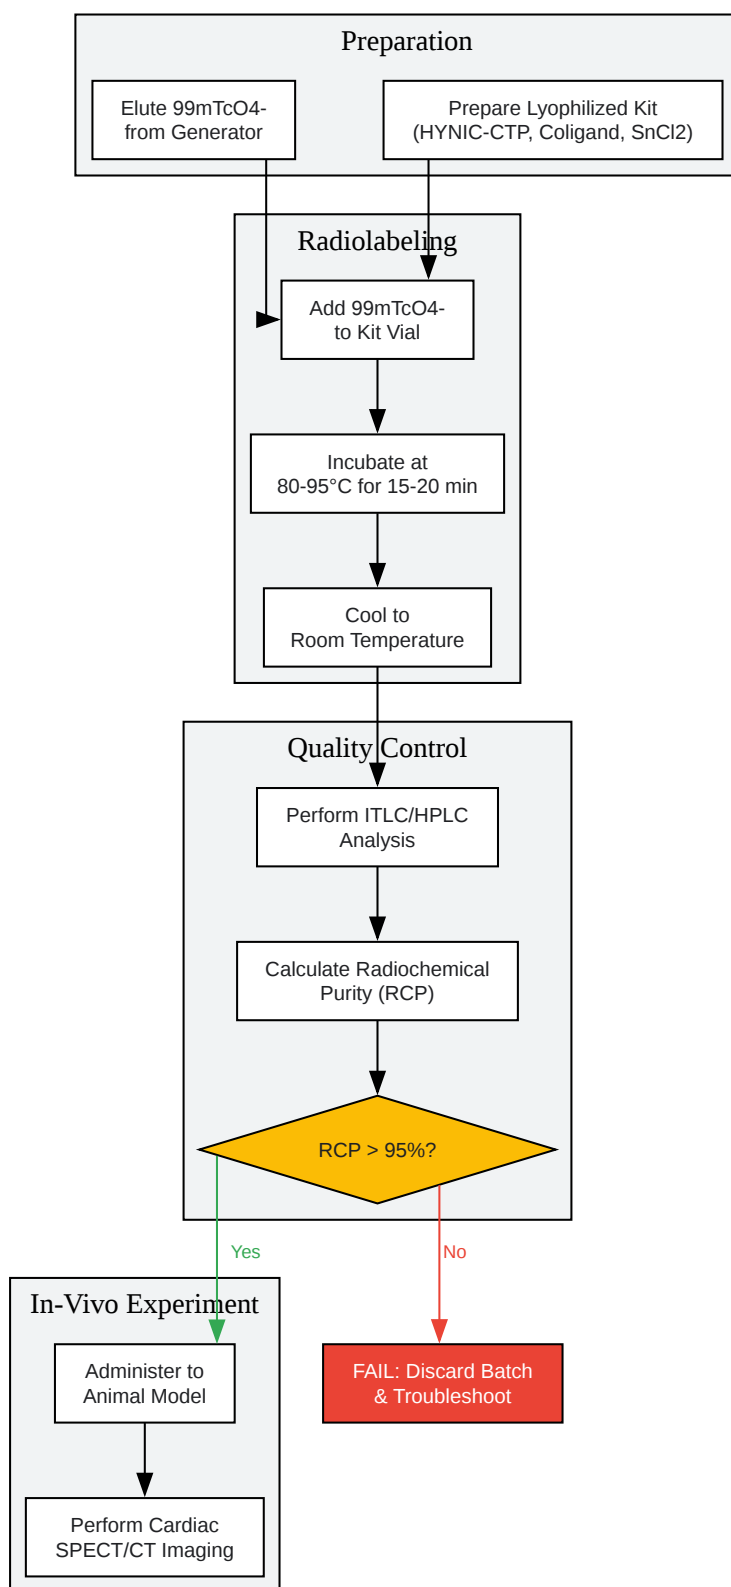 Preparation
Elute 99mTcO4-
from Generator
Prepare Lyophilized Kit
(HYNIC-CTP, Coligand, SnCl2)
Radiolabeling
Add 99mTcO4-
to Kit Vial
Incubate at
80-95°C for 15-20 min
Cool to
Room Temperature
Quality Control
Perform ITLC/HPLC
Analysis
Calculate Radiochemical
Purity (RCP)
RCP > 95%?
Yes
No
In-Vivo Experiment
Administer to
Animal Model
FAIL: Discard Batch
& Troubleshoot
Perform Cardiac
SPECT/CT Imaging